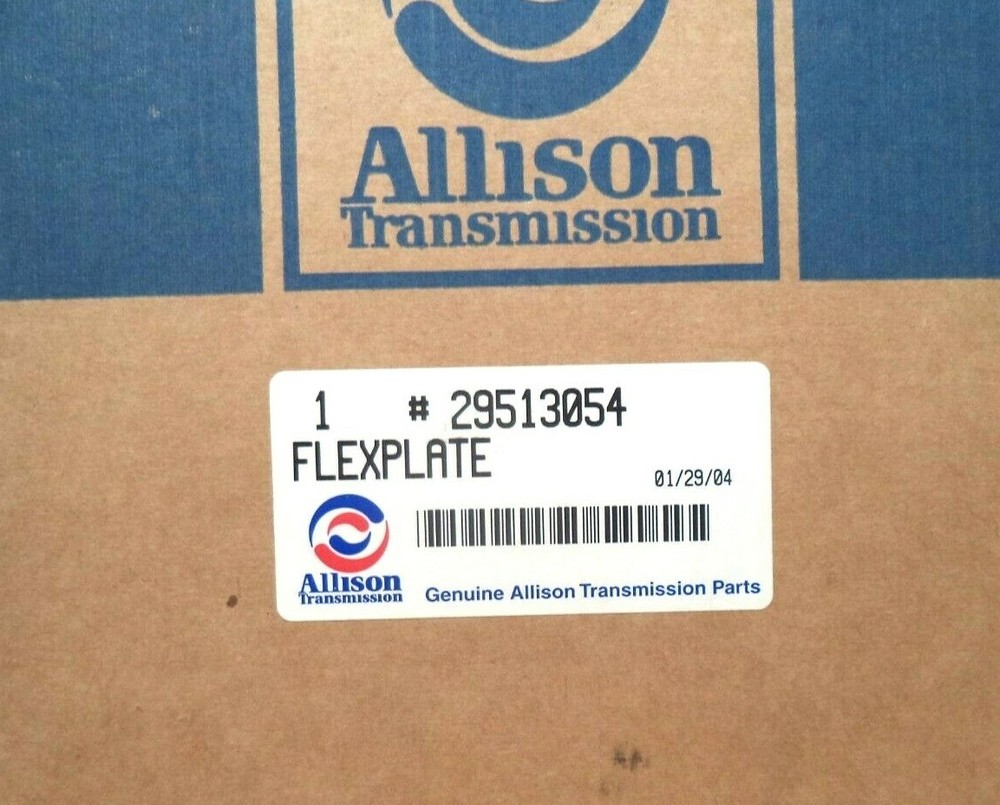 Allison
Transmission
1 # 29513054
FLEXPLATE
01/29/04
Allison
Transmission
Genuine Allison Transmission Parts